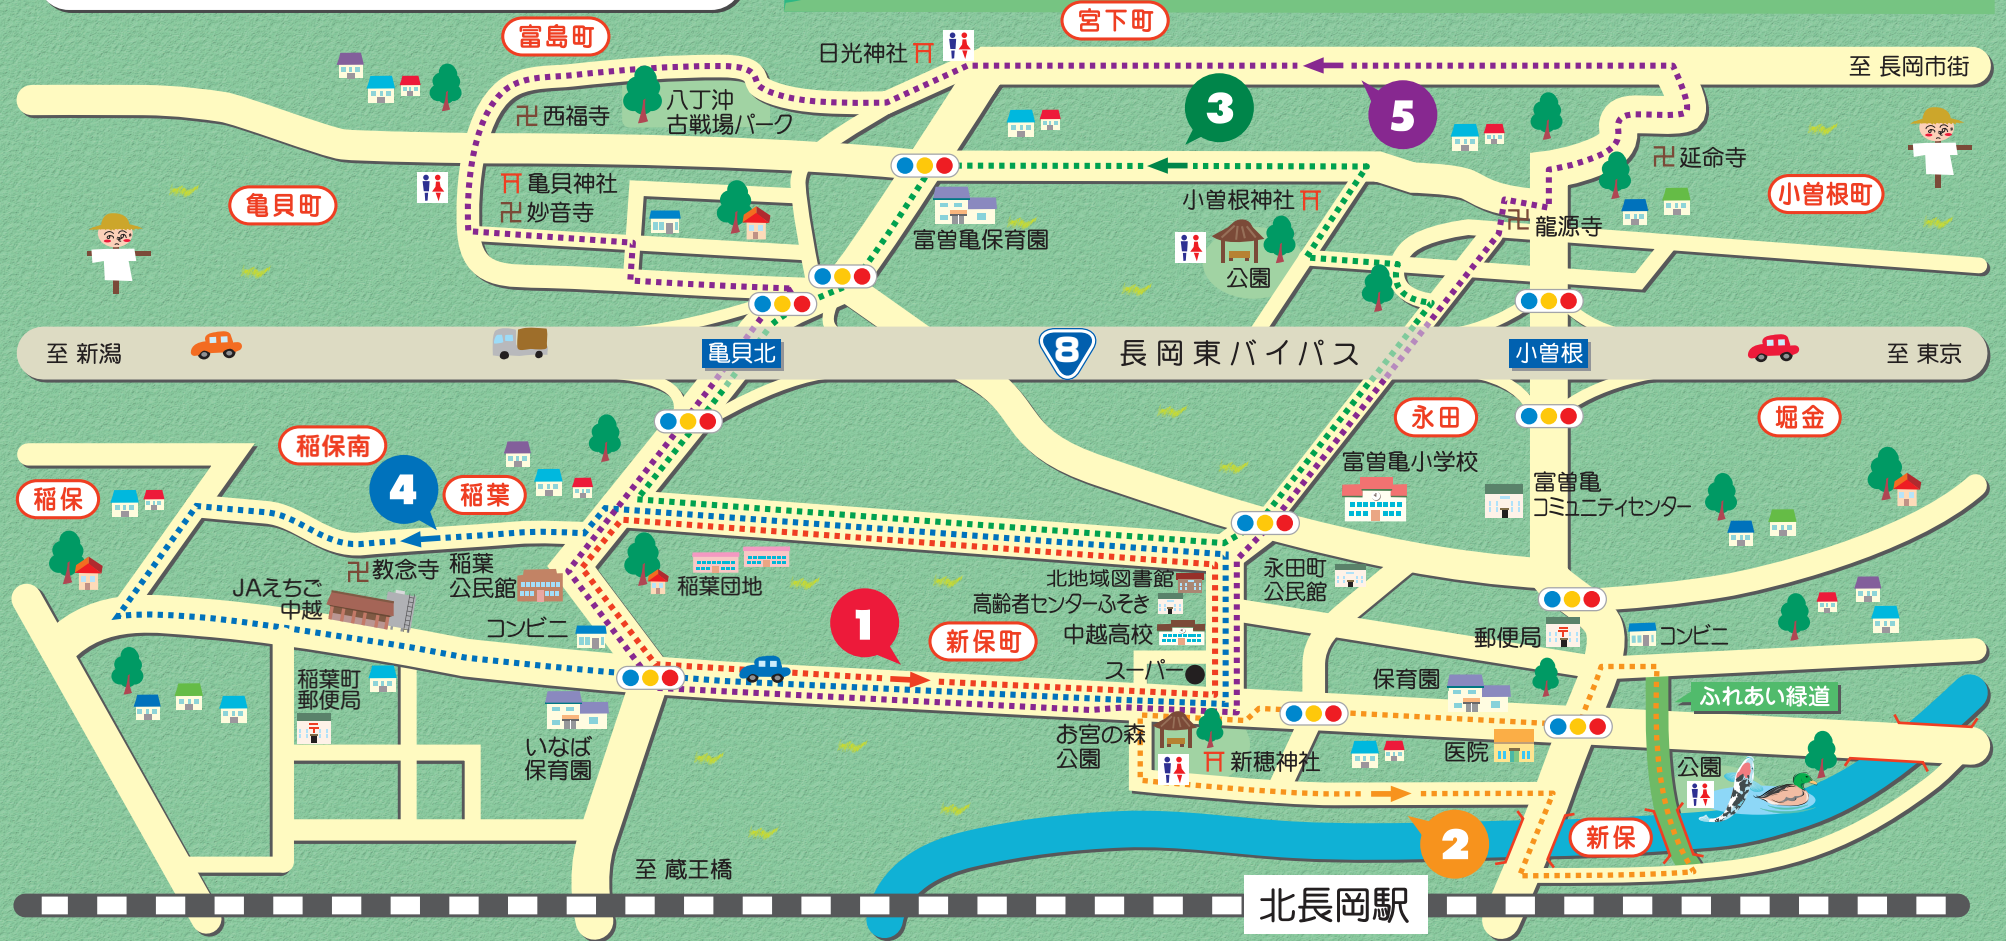 宮下町
富島町
日光神社
至 長岡市街
3
5
八丁沖
古戦場パーク
西福寺
延命寺
亀貝神社
妙音寺
亀貝町
小曽根神社
小曽根町
龍源寺
富曽亀保育園
公園
至 新潟
亀貝北
8
長岡東バイパス
小曽根
至 東京
永田
堀金
稲保南
稲保
4
稲葉
富曽亀小学校
富曽亀
コミュニティセンター
教念寺
稲葉
公民館
JAえちご
中越
稲葉団地
北地域図書館
高齢者センターふそき
中越高校
スーパー
永田町
公民館
コンビニ
1
新保町
郵便局
コンビニ
稲葉町
郵便局
保育園
ふれあい緑道
いなば
保育園
お宮の森
公園
新穂神社
医院
公園
2
新保
至 蔵王橋
北長岡駅